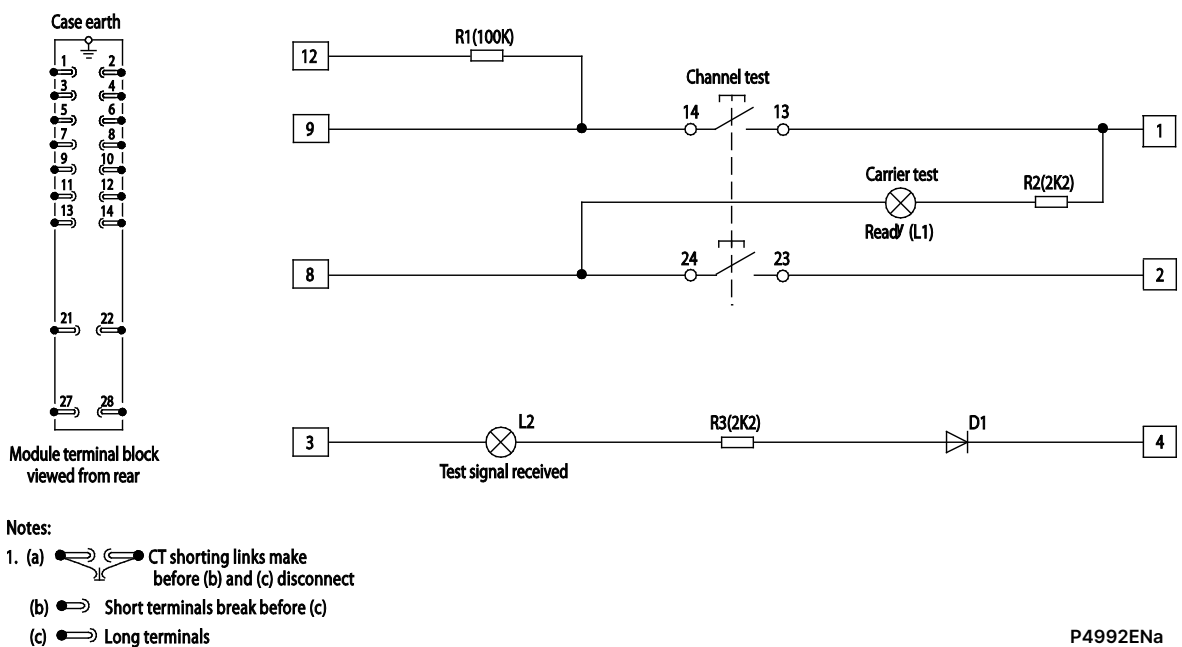 Case earth
1 2
3 4
5 6
7 8
9 10
11 12
13 14
21 22
27 28
Module terminal block
viewed from rear
R1(100K)
12
Channel test
9
14 13
1
Carrier test
R2(2K2)
Ready (L1)
8
24 23
2
L2
R3(2K2)
D1
3
4
Test signal received
Notes:
1. (a) CT shorting links make
before (b) and (c) disconnect
(b) Short terminals break before (c)
(c) Long terminals
P4992ENa